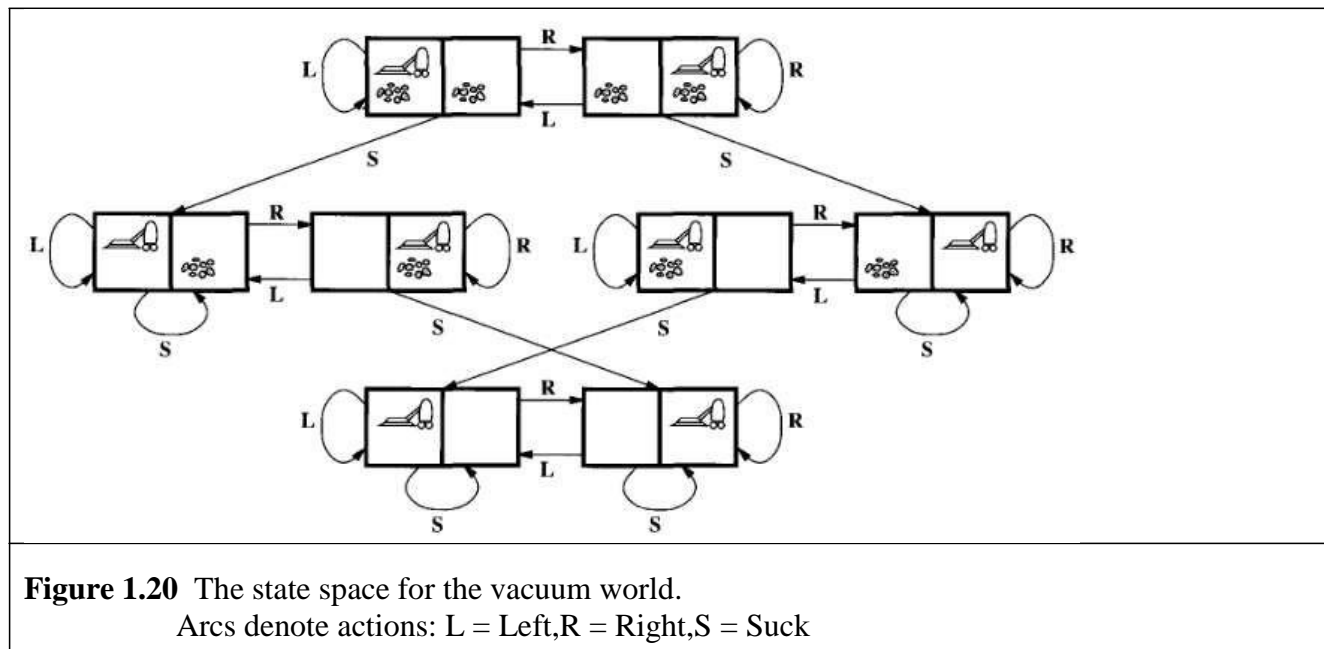 R
L R
L
S S
R R
L R L R
L L
S S S S
R
L R
L
S S
Figure 1.20 The state space for the vacuum world.
Arcs denote actions: L = Left,R = Right,S = Suck